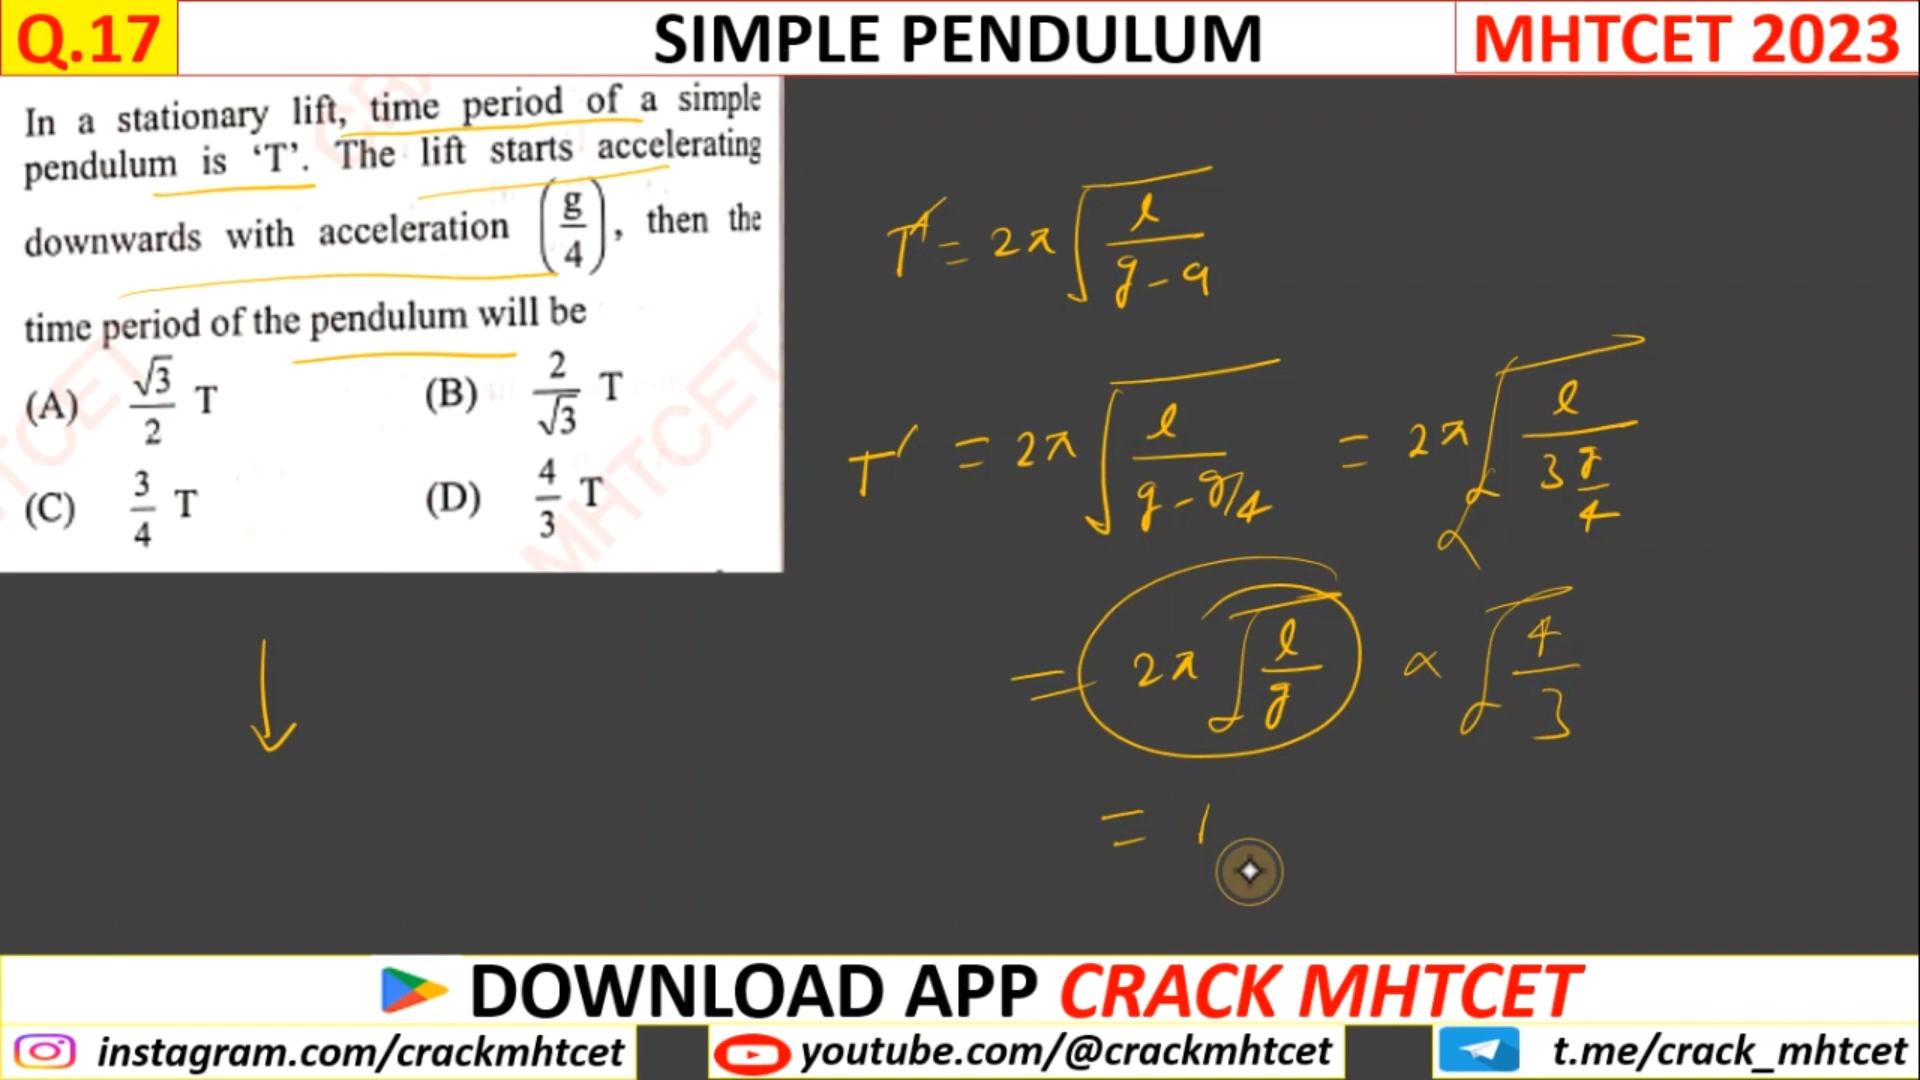 Q.17
SIMPLE PENDULUM
MHTCET 2023
In a stationary lift, time period of a simple
pendulum is ‘T’. The lift starts accelerating
downwards with acceleration (g/4), then the
time period of the pendulum will be
(A) √3/2 T (B) 2/√3 T
(C) 3/4 T (D) 4/3 T
MHTCET
T' = 2π √(l/(g-a))
T' = 2π √(l/(g-g/4)) = 2π √(l/(3g/4))
= 2π √(l/g) × √(4/3)
=
DOWNLOAD APP CRACK MHTCET
instagram.com/crackmhtcet
youtube.com/@crackmhtcet
t.me/crack_mhtcet